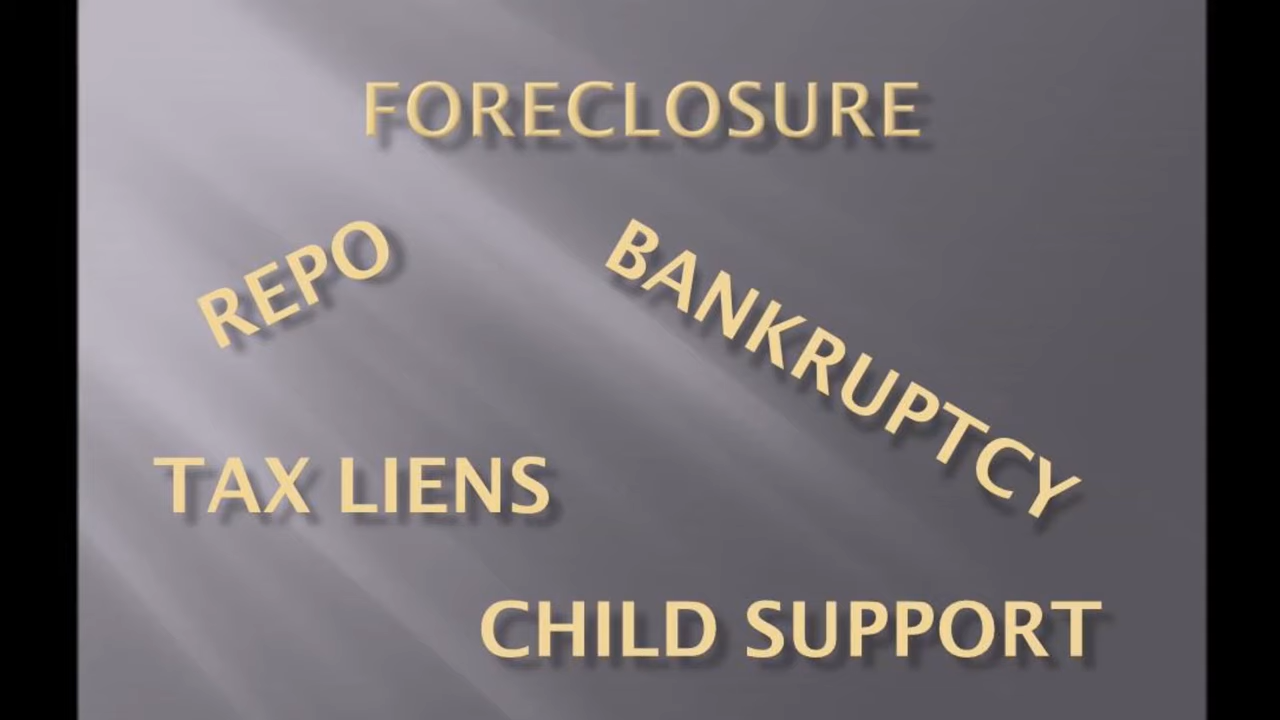 FORECLOSURE
REPO
BANKRUPTCY
TAX LIENS
CHILD SUPPORT